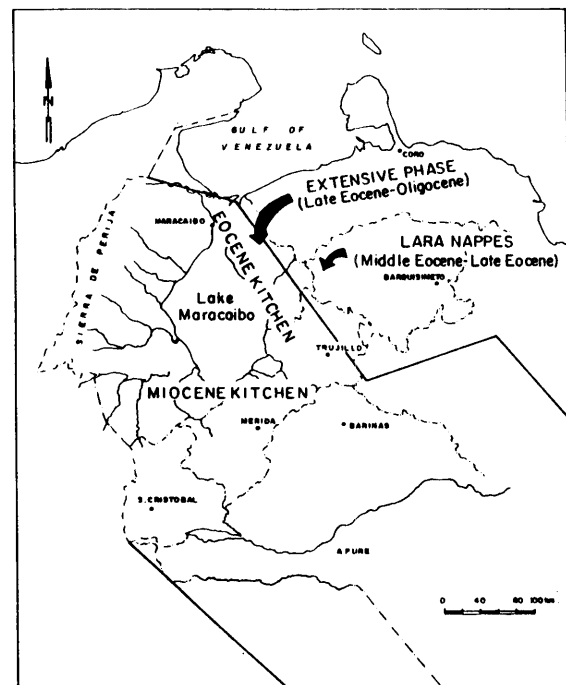 N
GULF OF
VENEZUELA
CORO
EXTENSIVE PHASE
(Late Eocene-Oligocene)
MARACAIBO
EOCENE KITCHEN
LARA NAPPES
(Middle Eocene-Late Eocene)
BARQUISIMETO
SIERRA DE PERIJA
Lake
Maracaibo
TRUJILLO
MIOCENE KITCHEN
MERIDA
BARINAS
S. CRISTOBAL
APURE
0 40 80 100 km